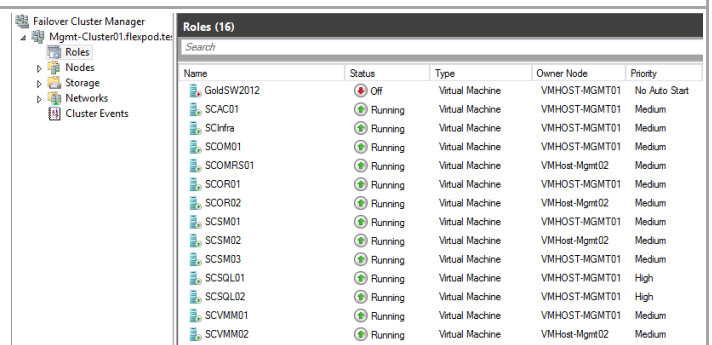 Failover Cluster Manager
Mgmt-Cluster01.flexpod.tes
Roles
Nodes
Storage
Networks
Cluster Events
Roles (16)
Search
Name Status Type Owner Node Priority
GoldSW2012 Off Virtual Machine VMHOST-MGMT01 No Auto Start
SCAC01 Running Virtual Machine VMHOST-MGMT01 Medium
SCInfra Running Virtual Machine VMHOST-MGMT01 Medium
SCOM01 Running Virtual Machine VMHOST-MGMT01 Medium
SCOMRS01 Running Virtual Machine VMHost-Mgmt02 Medium
SCOR01 Running Virtual Machine VMHOST-MGMT01 Medium
SCOR02 Running Virtual Machine VMHost-Mgmt02 Medium
SCSM01 Running Virtual Machine VMHOST-MGMT01 Medium
SCSM02 Running Virtual Machine VMHost-Mgmt02 Medium
SCSM03 Running Virtual Machine VMHOST-MGMT01 Medium
SCSQL01 Running Virtual Machine VMHOST-MGMT01 High
SCSQL02 Running Virtual Machine VMHOST-MGMT01 High
SCVMM01 Running Virtual Machine VMHOST-MGMT01 Medium
SCVMM02 Running Virtual Machine VMHost-Mgmt02 Medium